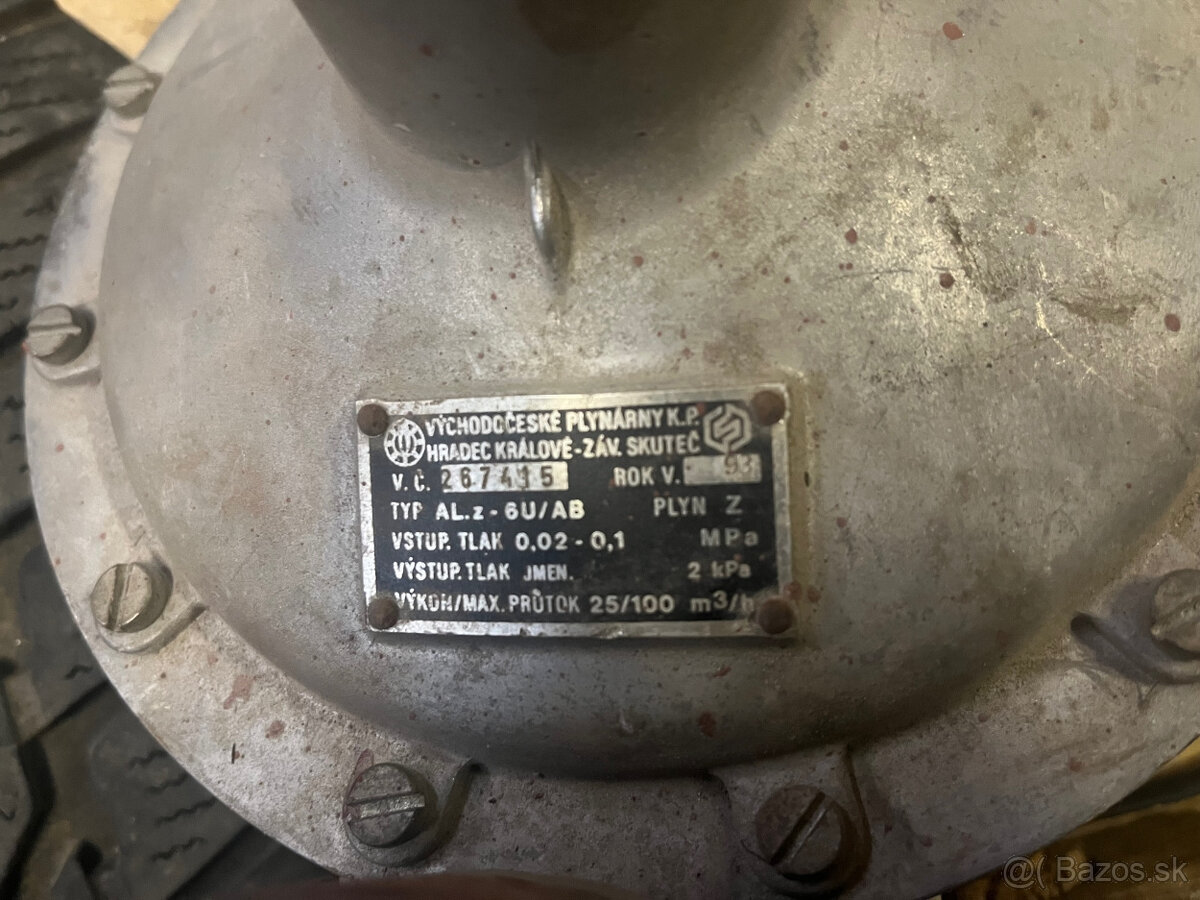 VÝCHODOČESKÉ PLYNÁRNY K.P.
HRADEC KRÁLOVÉ-ZÁV. SKUTEČ
V. Č. 267415 ROK V. 93
TYP AL.z - 6U/AB PLYN Z
VSTUP. TLAK 0,02 - 0,1 MPa
VÝSTUP. TLAK JMEN. 2 kPa
VÝKON/MAX. PRŮTOK 25/100 m3/h
@( Bazos.sk